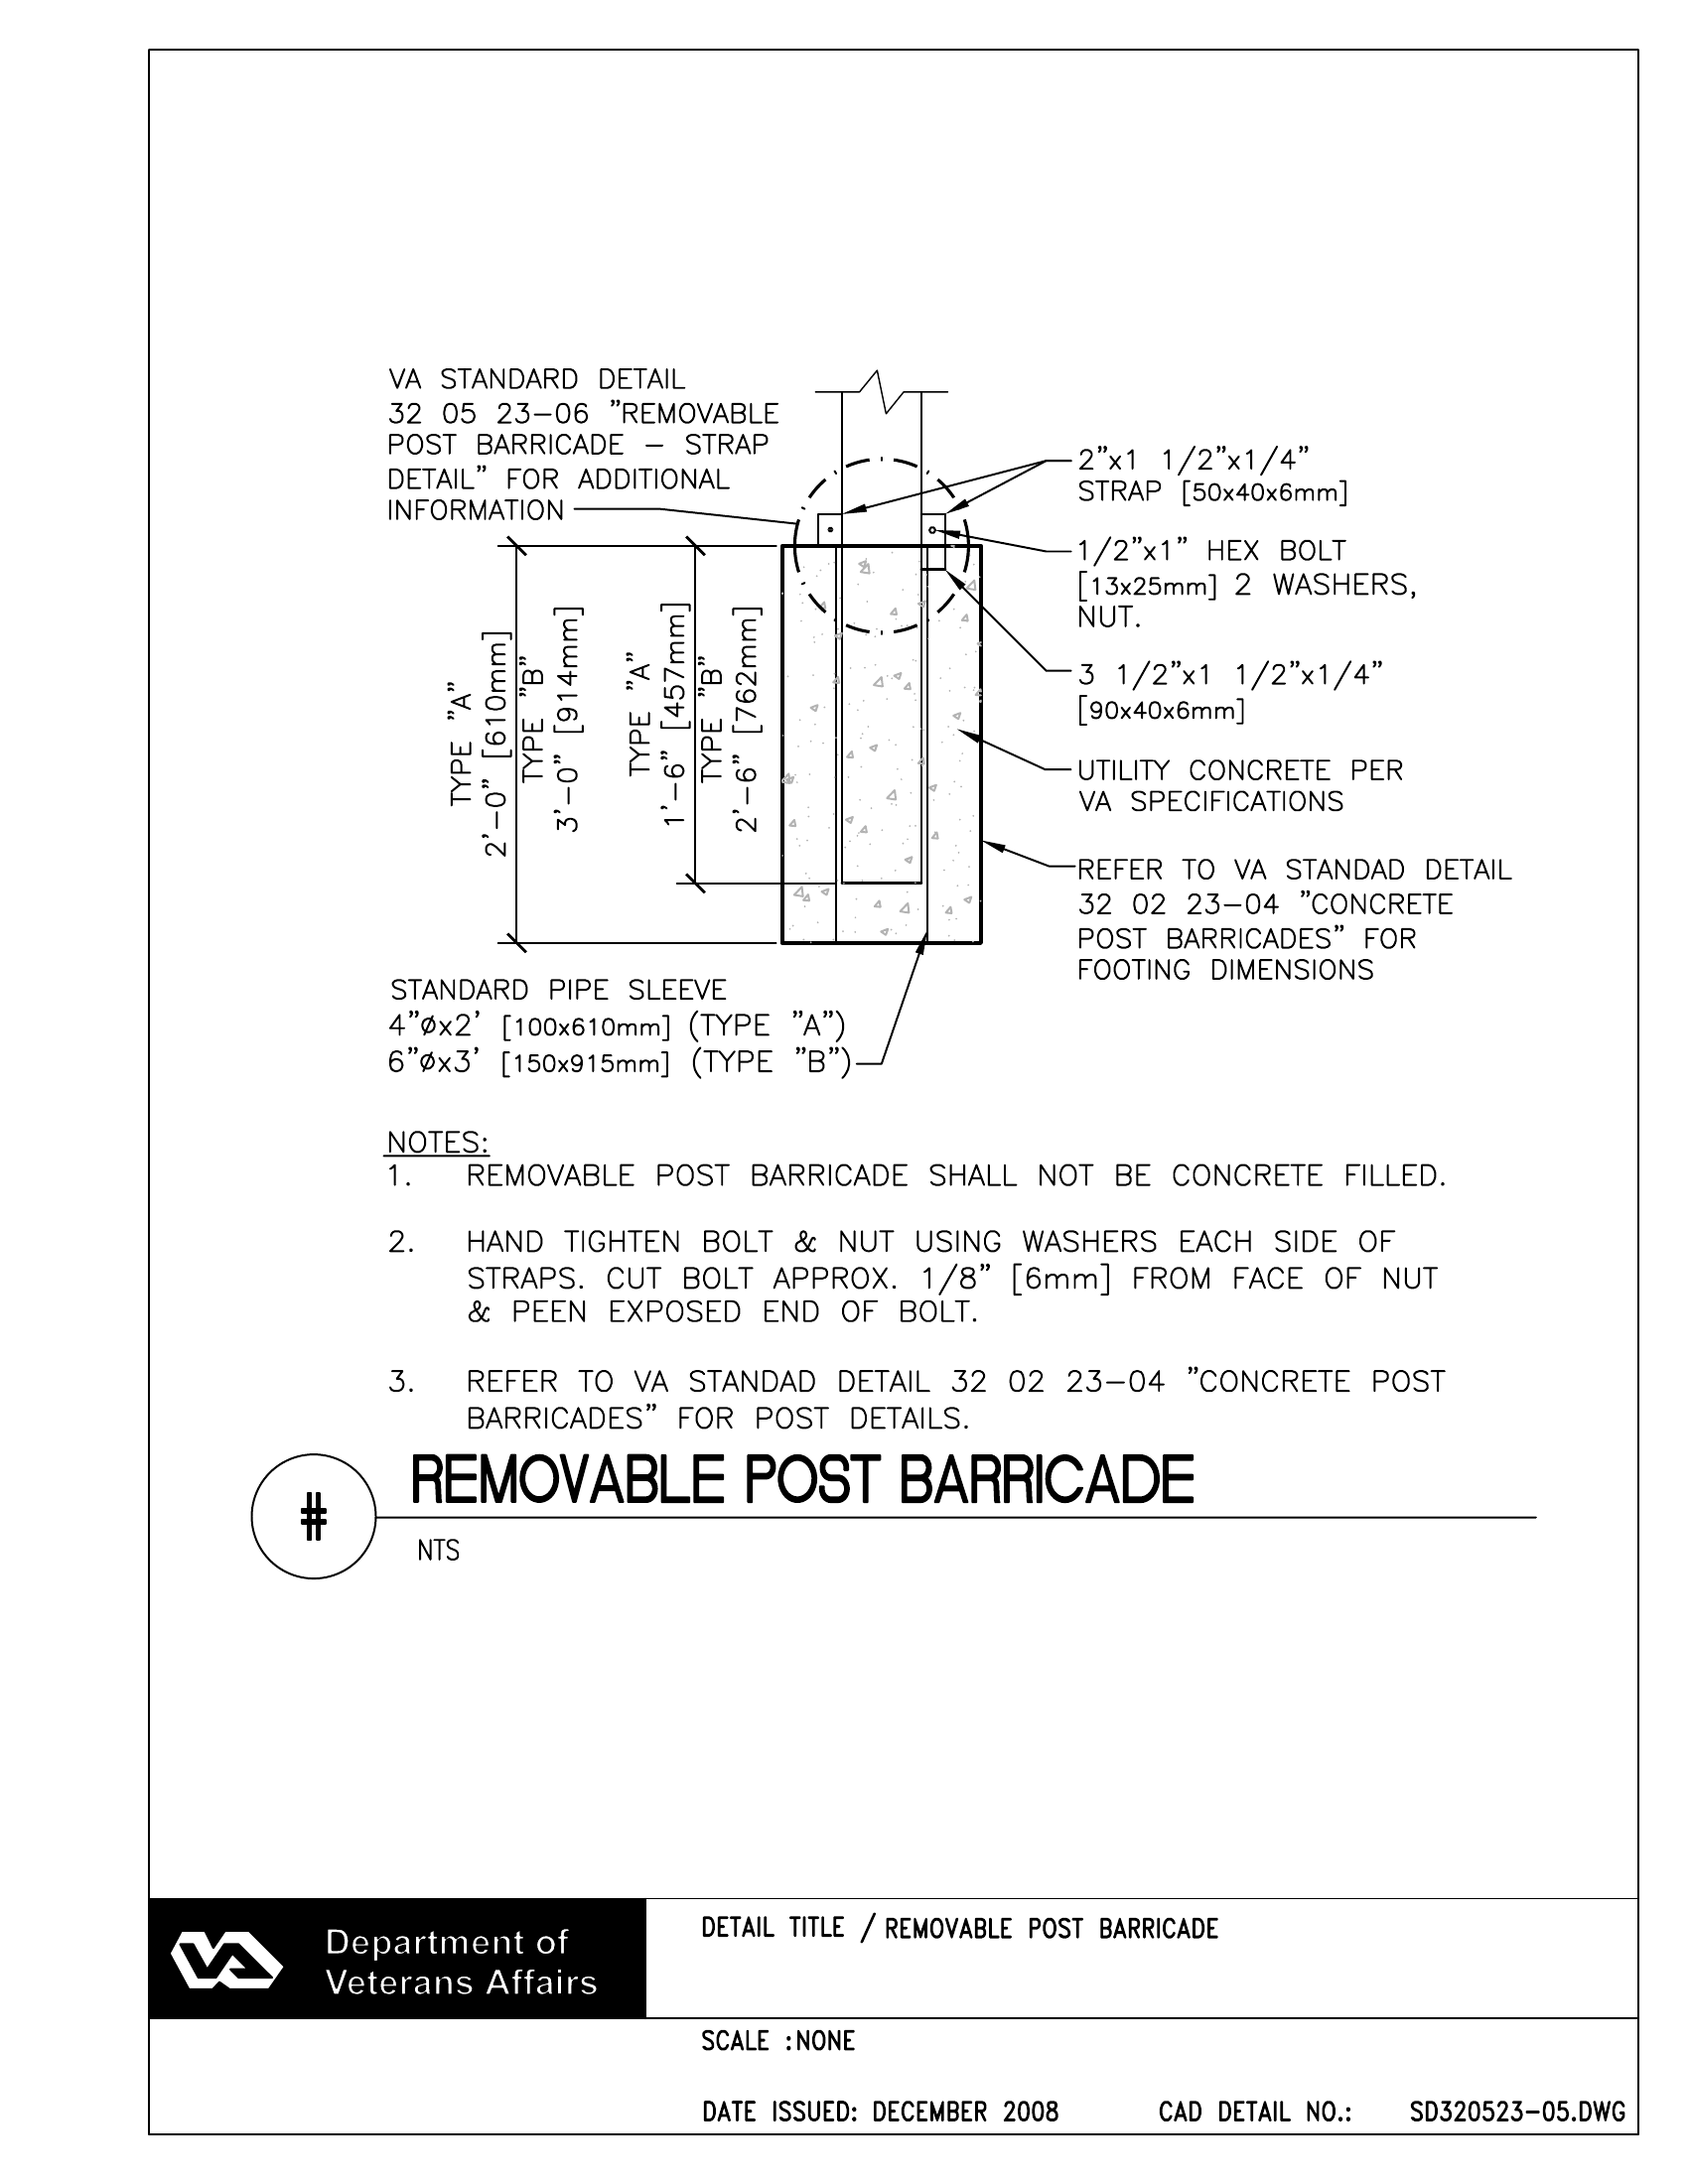 VA STANDARD DETAIL
32 05 23-06 "REMOVABLE
POST BARRICADE - STRAP
DETAIL" FOR ADDITIONAL
INFORMATION
2"x1 1/2"x1/4"
STRAP [50x40x6mm]
1/2"x1" HEX BOLT
[13x25mm] 2 WASHERS,
NUT.
3 1/2"x1 1/2"x1/4"
[90x40x6mm]
UTILITY CONCRETE PER
VA SPECIFICATIONS
REFER TO VA STANDAD DETAIL
32 02 23-04 "CONCRETE
POST BARRICADES" FOR
FOOTING DIMENSIONS
TYPE "A"
2'-0" [610mm]
TYPE "B"
3'-0" [914mm]
TYPE "A"
1'-6" [457mm]
TYPE "B"
2'-6" [762mm]
STANDARD PIPE SLEEVE
4"øx2' [100x610mm] (TYPE "A")
6"øx3' [150x915mm] (TYPE "B")
NOTES:
1. REMOVABLE POST BARRICADE SHALL NOT BE CONCRETE FILLED.
2. HAND TIGHTEN BOLT & NUT USING WASHERS EACH SIDE OF
STRAPS. CUT BOLT APPROX. 1/8" [6mm] FROM FACE OF NUT
& PEEN EXPOSED END OF BOLT.
3. REFER TO VA STANDAD DETAIL 32 02 23-04 "CONCRETE POST
BARRICADES" FOR POST DETAILS.
# REMOVABLE POST BARRICADE
NTS
VA
Department of
Veterans Affairs
DETAIL TITLE / REMOVABLE POST BARRICADE
SCALE :NONE
DATE ISSUED: DECEMBER 2008 CAD DETAIL NO.: SD320523-05.DWG